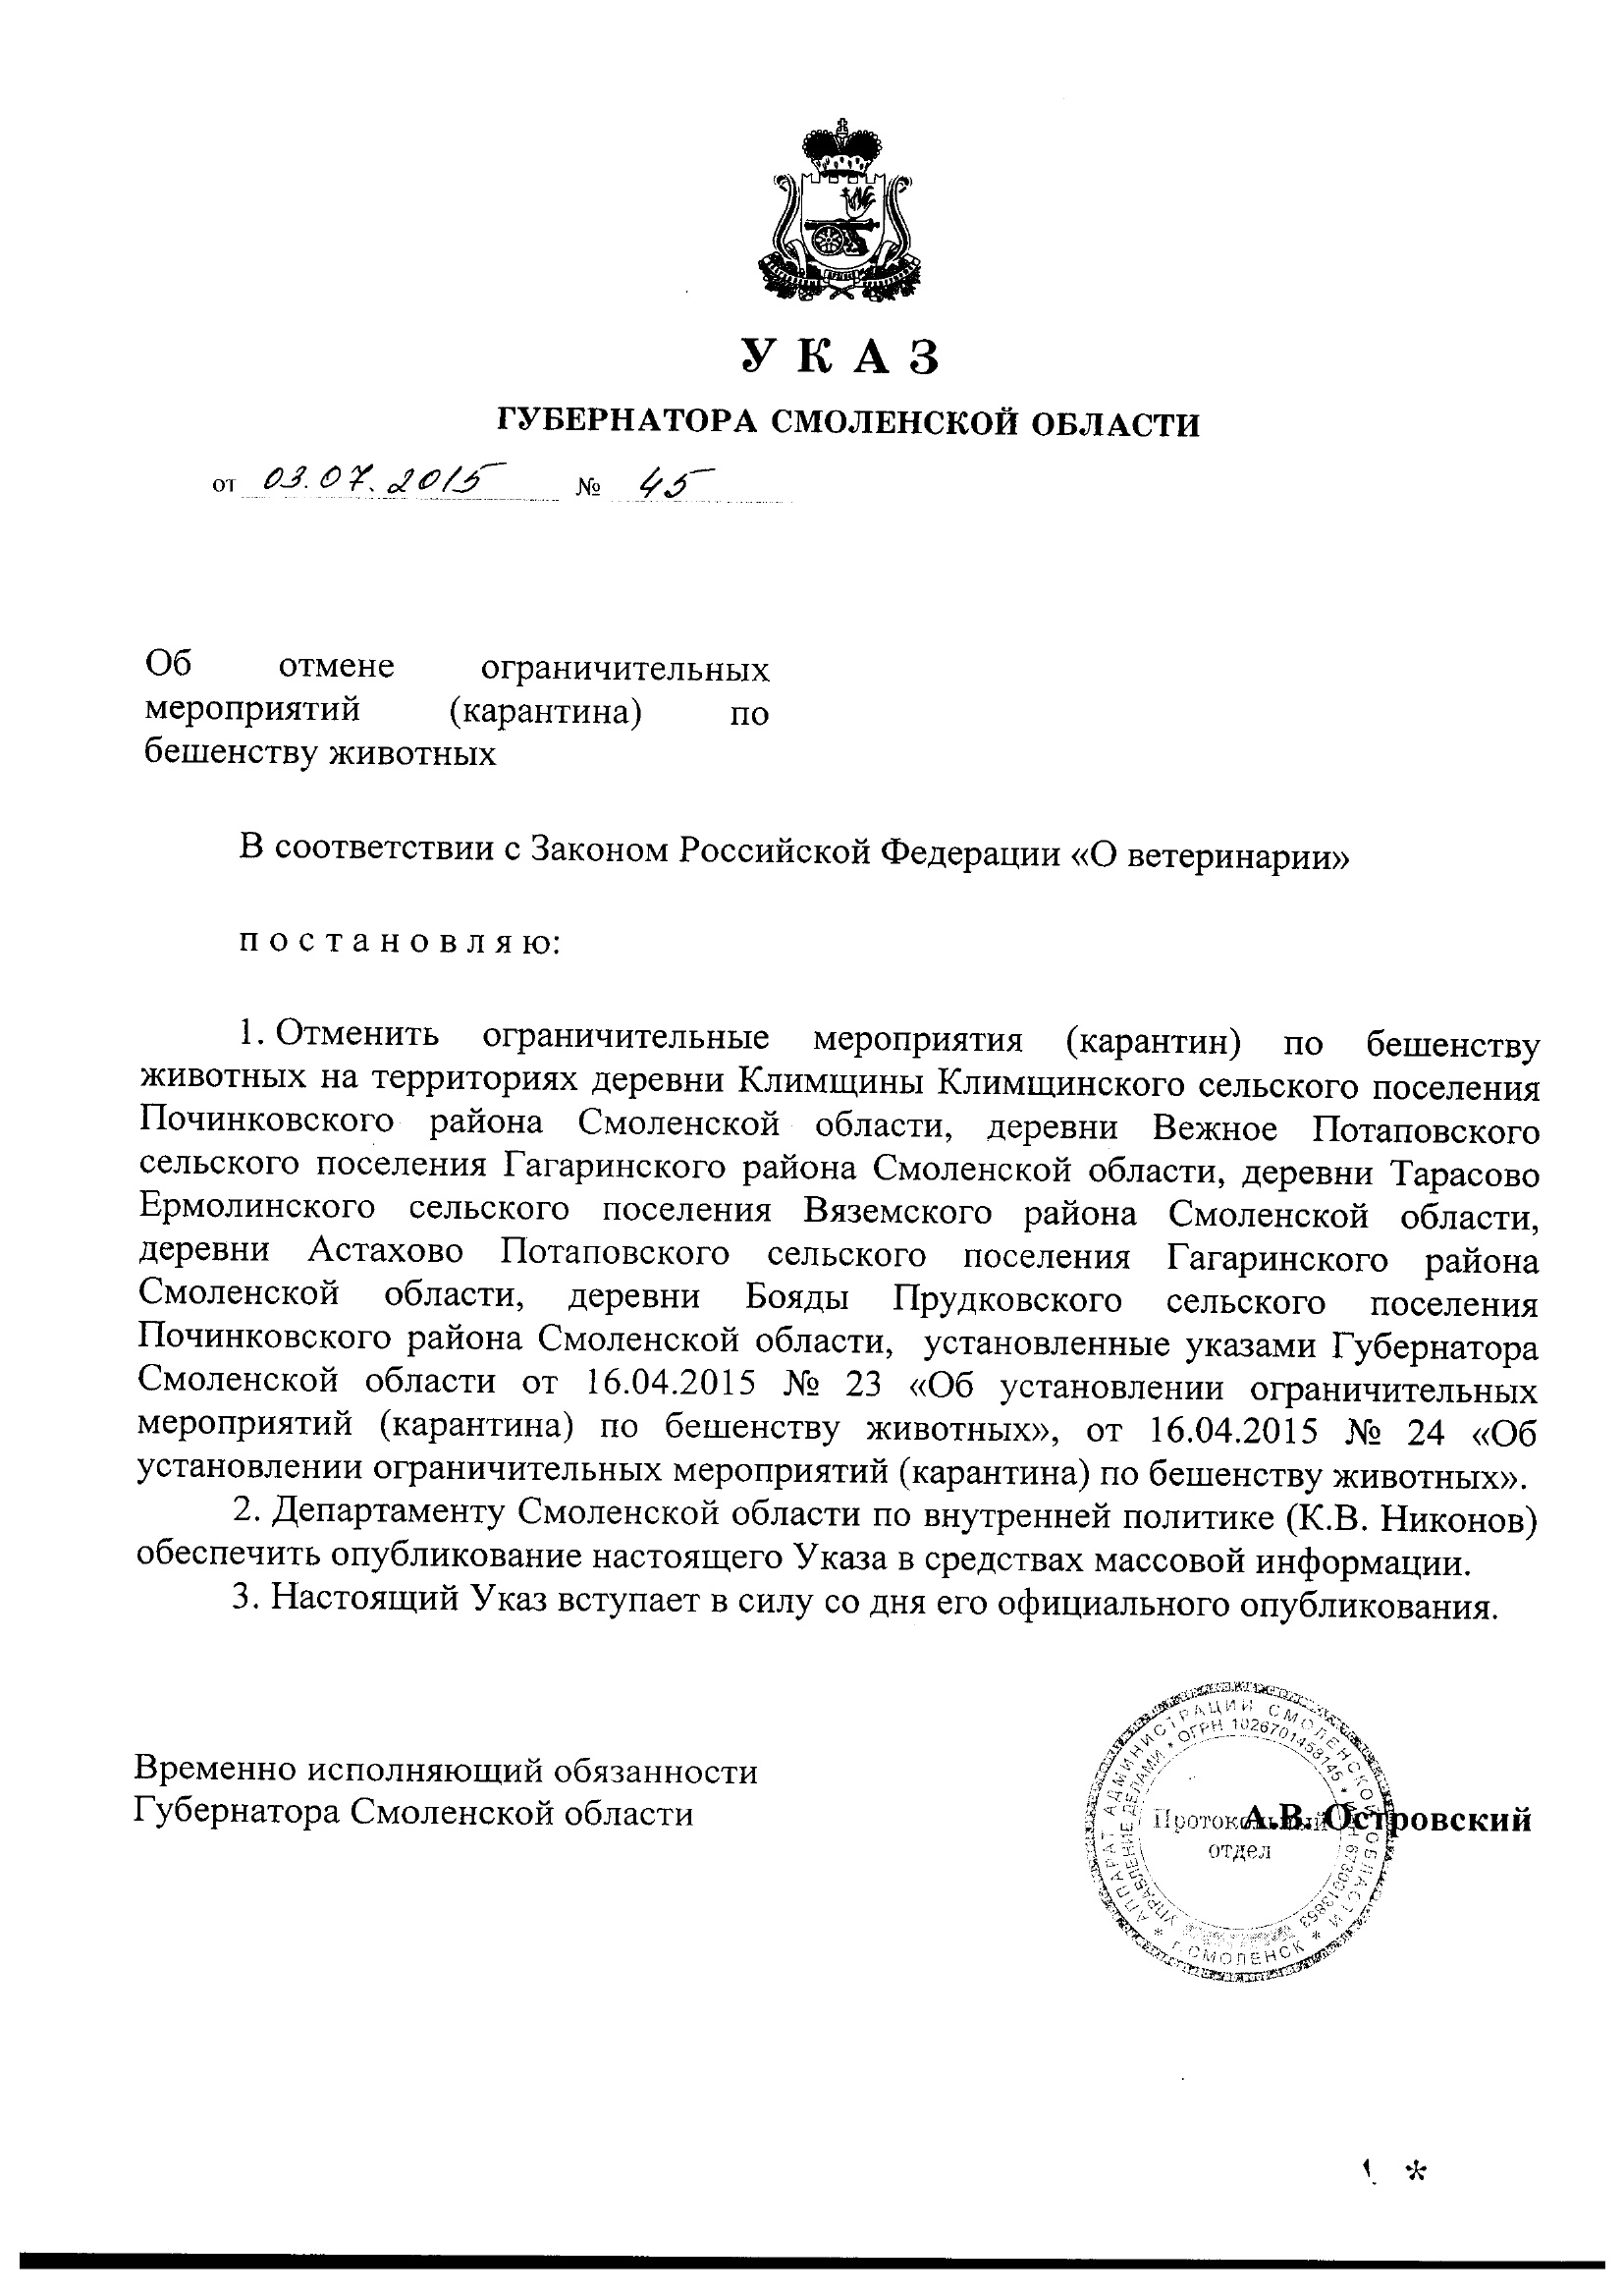 У К А З
ГУБЕРНАТОРА СМОЛЕНСКОЙ ОБЛАСТИ
от 03.07.2015 № 45
Об отмене ограничительных
мероприятий (карантина) по
бешенству животных
В соответствии с Законом Российской Федерации «О ветеринарии»
п о с т а н о в л я ю:
1. Отменить ограничительные мероприятия (карантин) по бешенству
животных на территориях деревни Климщины Климщинского сельского поселения
Починковского района Смоленской области, деревни Вежное Потаповского
сельского поселения Гагаринского района Смоленской области, деревни Тарасово
Ермолинского сельского поселения Вяземского района Смоленской области,
деревни Астахово Потаповского сельского поселения Гагаринского района
Смоленской области, деревни Бояды Прудковского сельского поселения
Починковского района Смоленской области, установленные указами Губернатора
Смоленской области от 16.04.2015 № 23 «Об установлении ограничительных
мероприятий (карантина) по бешенству животных», от 16.04.2015 № 24 «Об
установлении ограничительных мероприятий (карантина) по бешенству животных».
2. Департаменту Смоленской области по внутренней политике (К.В. Никонов)
обеспечить опубликование настоящего Указа в средствах массовой информации.
3. Настоящий Указ вступает в силу со дня его официального опубликования.
Временно исполняющий обязанности
Губернатора Смоленской области
А.В. Островский
АППАРАТ АДМИНИСТРАЦИИ СМОЛЕНСКОЙ ОБЛАСТИ * г.СМОЛЕНСК *
УПРАВЛЕНИЕ ДЕЛАМИ * ОГРН 1026701458145 * ИНН 6730013853
Протокольный
отдел